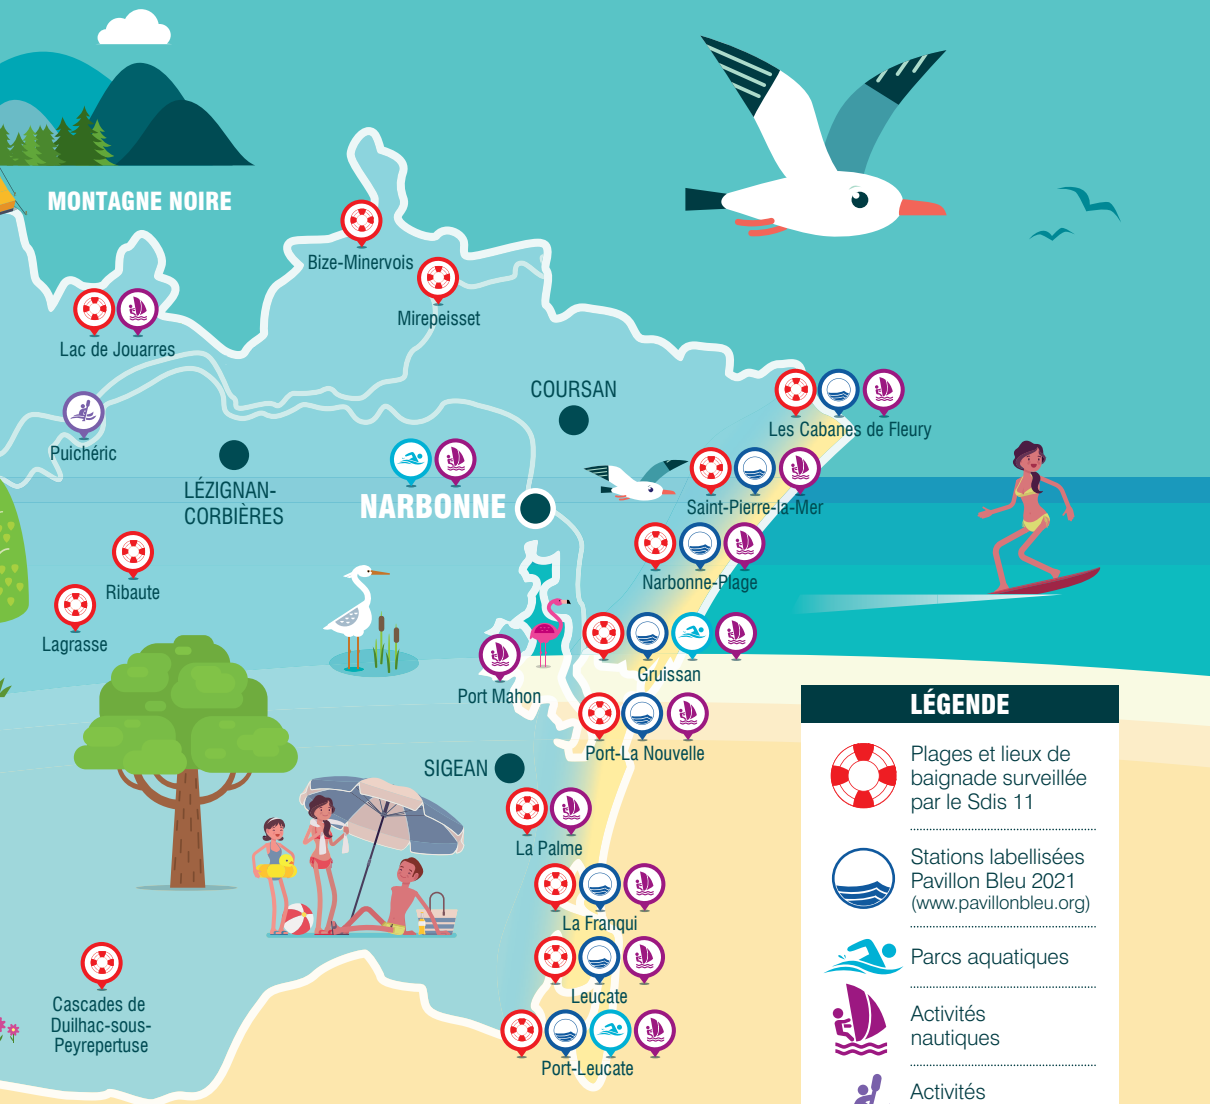 MONTAGNE NOIRE
Bize-Minervois
Mirepeisset
Lac de Jouarres
COURSAN
Les Cabanes de Fleury
Puichéric
LÉZIGNAN-
CORBIÈRES
NARBONNE
Saint-Pierre-la-Mer
Narbonne-Plage
Ribaute
Lagrasse
Gruissan
Port Mahon
Port-La Nouvelle
SIGEAN
La Palme
La Franqui
Leucate
Cascades de
Duilhac-sous-
Peyrepertuse
Port-Leucate
LÉGENDE
Plages et lieux de
baignade surveillée
par le Sdis 11
Stations labellisées
Pavillon Bleu 2021
(www.pavillonbleu.org)
Parcs aquatiques
Activités
nautiques
Activités